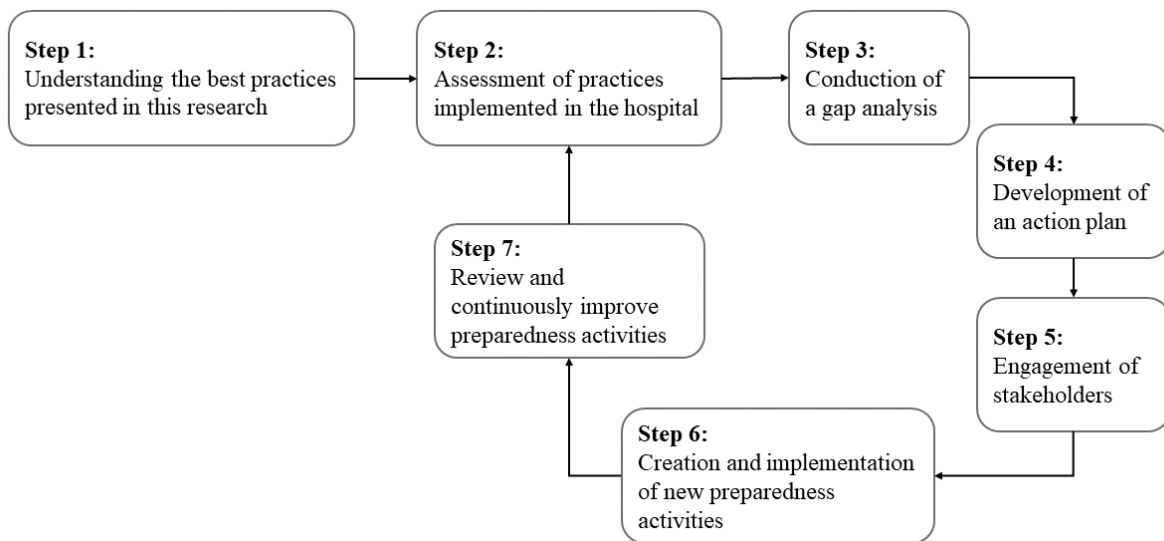 Step 1:
Understanding the best practices
presented in this research
Step 2:
Assessment of practices
implemented in the hospital
Step 3:
Conduction of
a gap analysis
Step 4:
Development of
an action plan
Step 5:
Engagement of
stakeholders
Step 6:
Creation and implementation
of new preparedness
activities
Step 7:
Review and
continuously improve
preparedness activities